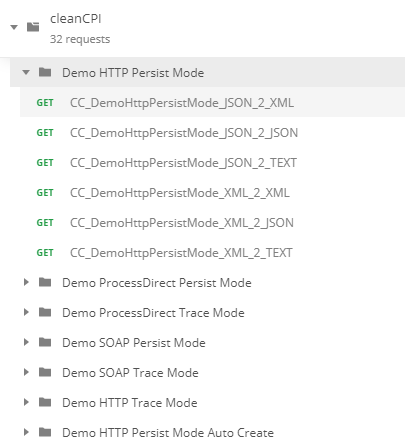 cleanCPI
32 requests
Demo HTTP Persist Mode
GET CC_DemoHttpPersistMode_JSON_2_XML
GET CC_DemoHttpPersistMode_JSON_2_JSON
GET CC_DemoHttpPersistMode_JSON_2_TEXT
GET CC_DemoHttpPersistMode_XML_2_XML
GET CC_DemoHttpPersistMode_XML_2_JSON
GET CC_DemoHttpPersistMode_XML_2_TEXT
Demo ProcessDirect Persist Mode
Demo ProcessDirect Trace Mode
Demo SOAP Persist Mode
Demo SOAP Trace Mode
Demo HTTP Trace Mode
Demo HTTP Persist Mode Auto Create